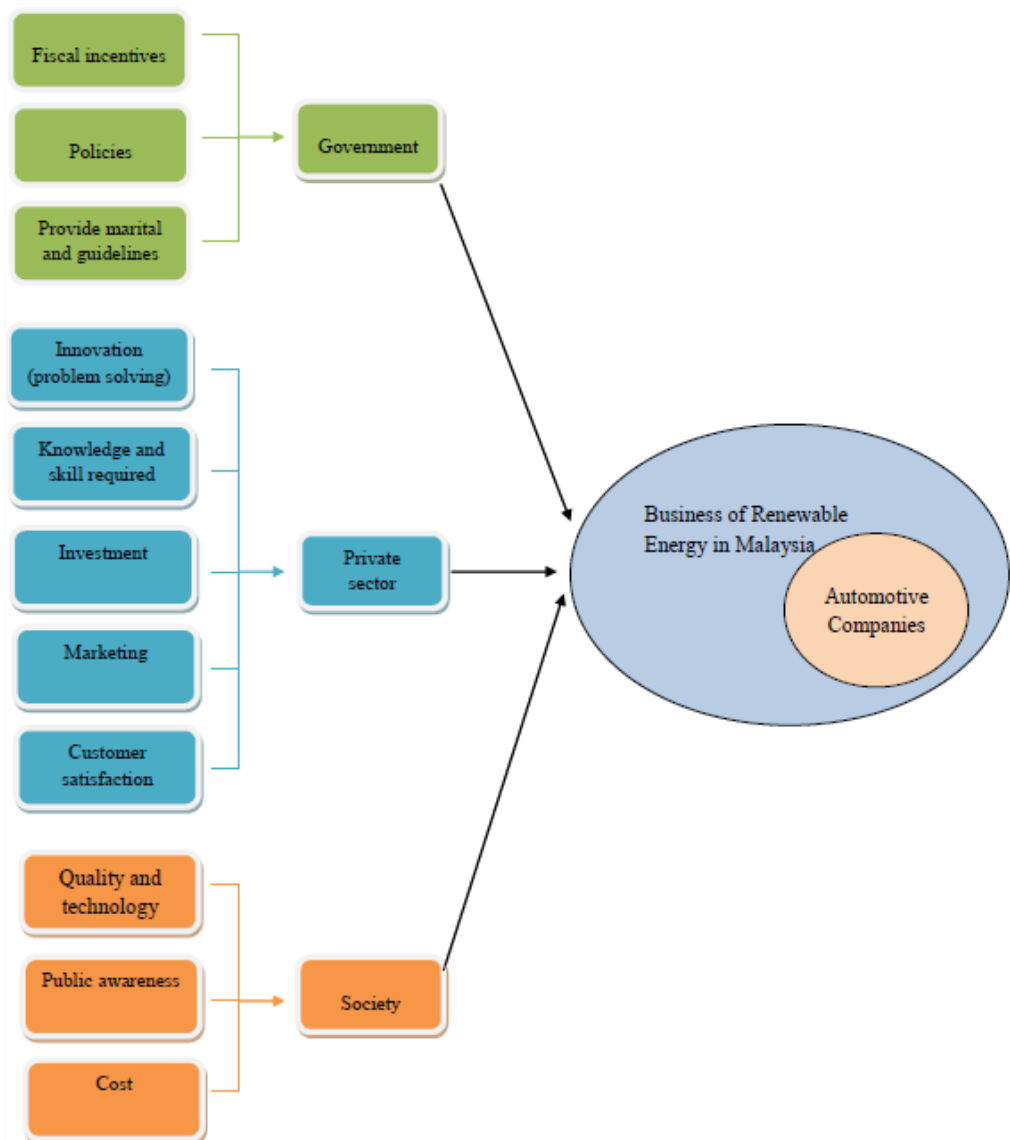 Fiscal incentives
Policies
Provide marital
and guidelines
Government
Innovation
(problem solving)
Knowledge and
skill required
Investment
Marketing
Customer
satisfaction
Private
sector
Quality and
technology
Public awareness
Cost
Society
Business of Renewable
Energy in Malaysia
Automotive
Companies